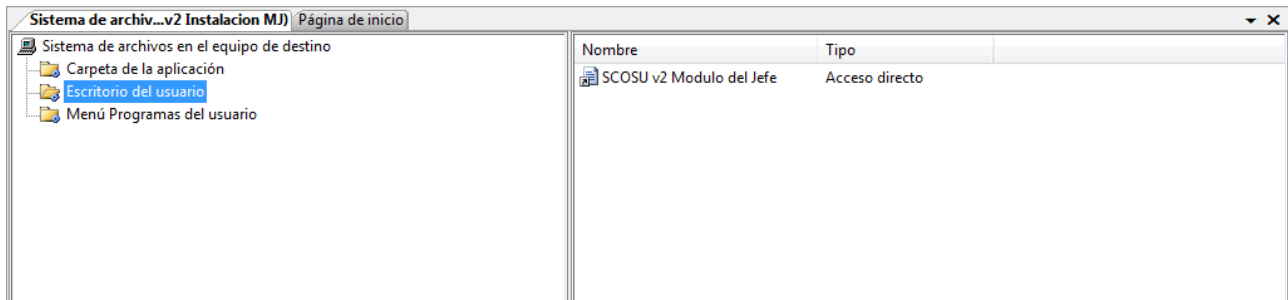 Sistema de archiv...v2 Instalacion MJ) Página de inicio
Sistema de archivos en el equipo de destino
Carpeta de la aplicación
Escritorio del usuario
Menú Programas del usuario
Nombre Tipo
SCOSU v2 Modulo del Jefe Acceso directo